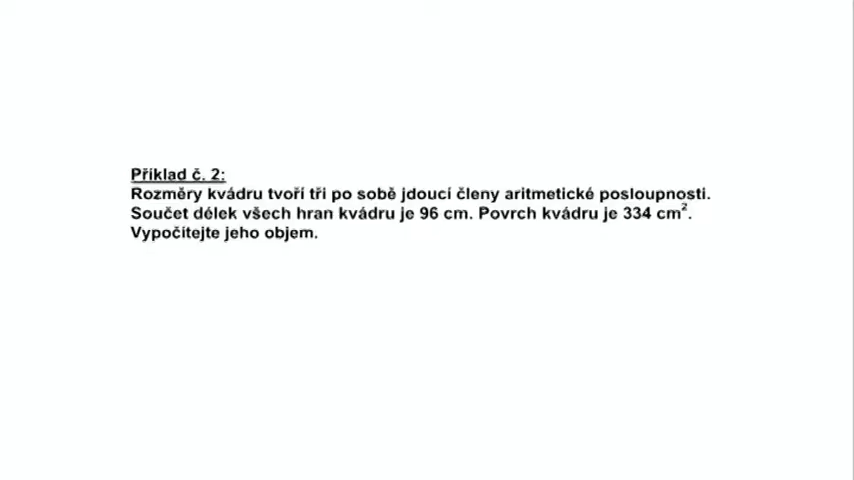 Příklad č. 2:
Rozměry kvádru tvoří tři po sobě jdoucí členy aritmetické posloupnosti.
Součet délek všech hran kvádru je 96 cm. Povrch kvádru je 334 cm².
Vypočítejte jeho objem.